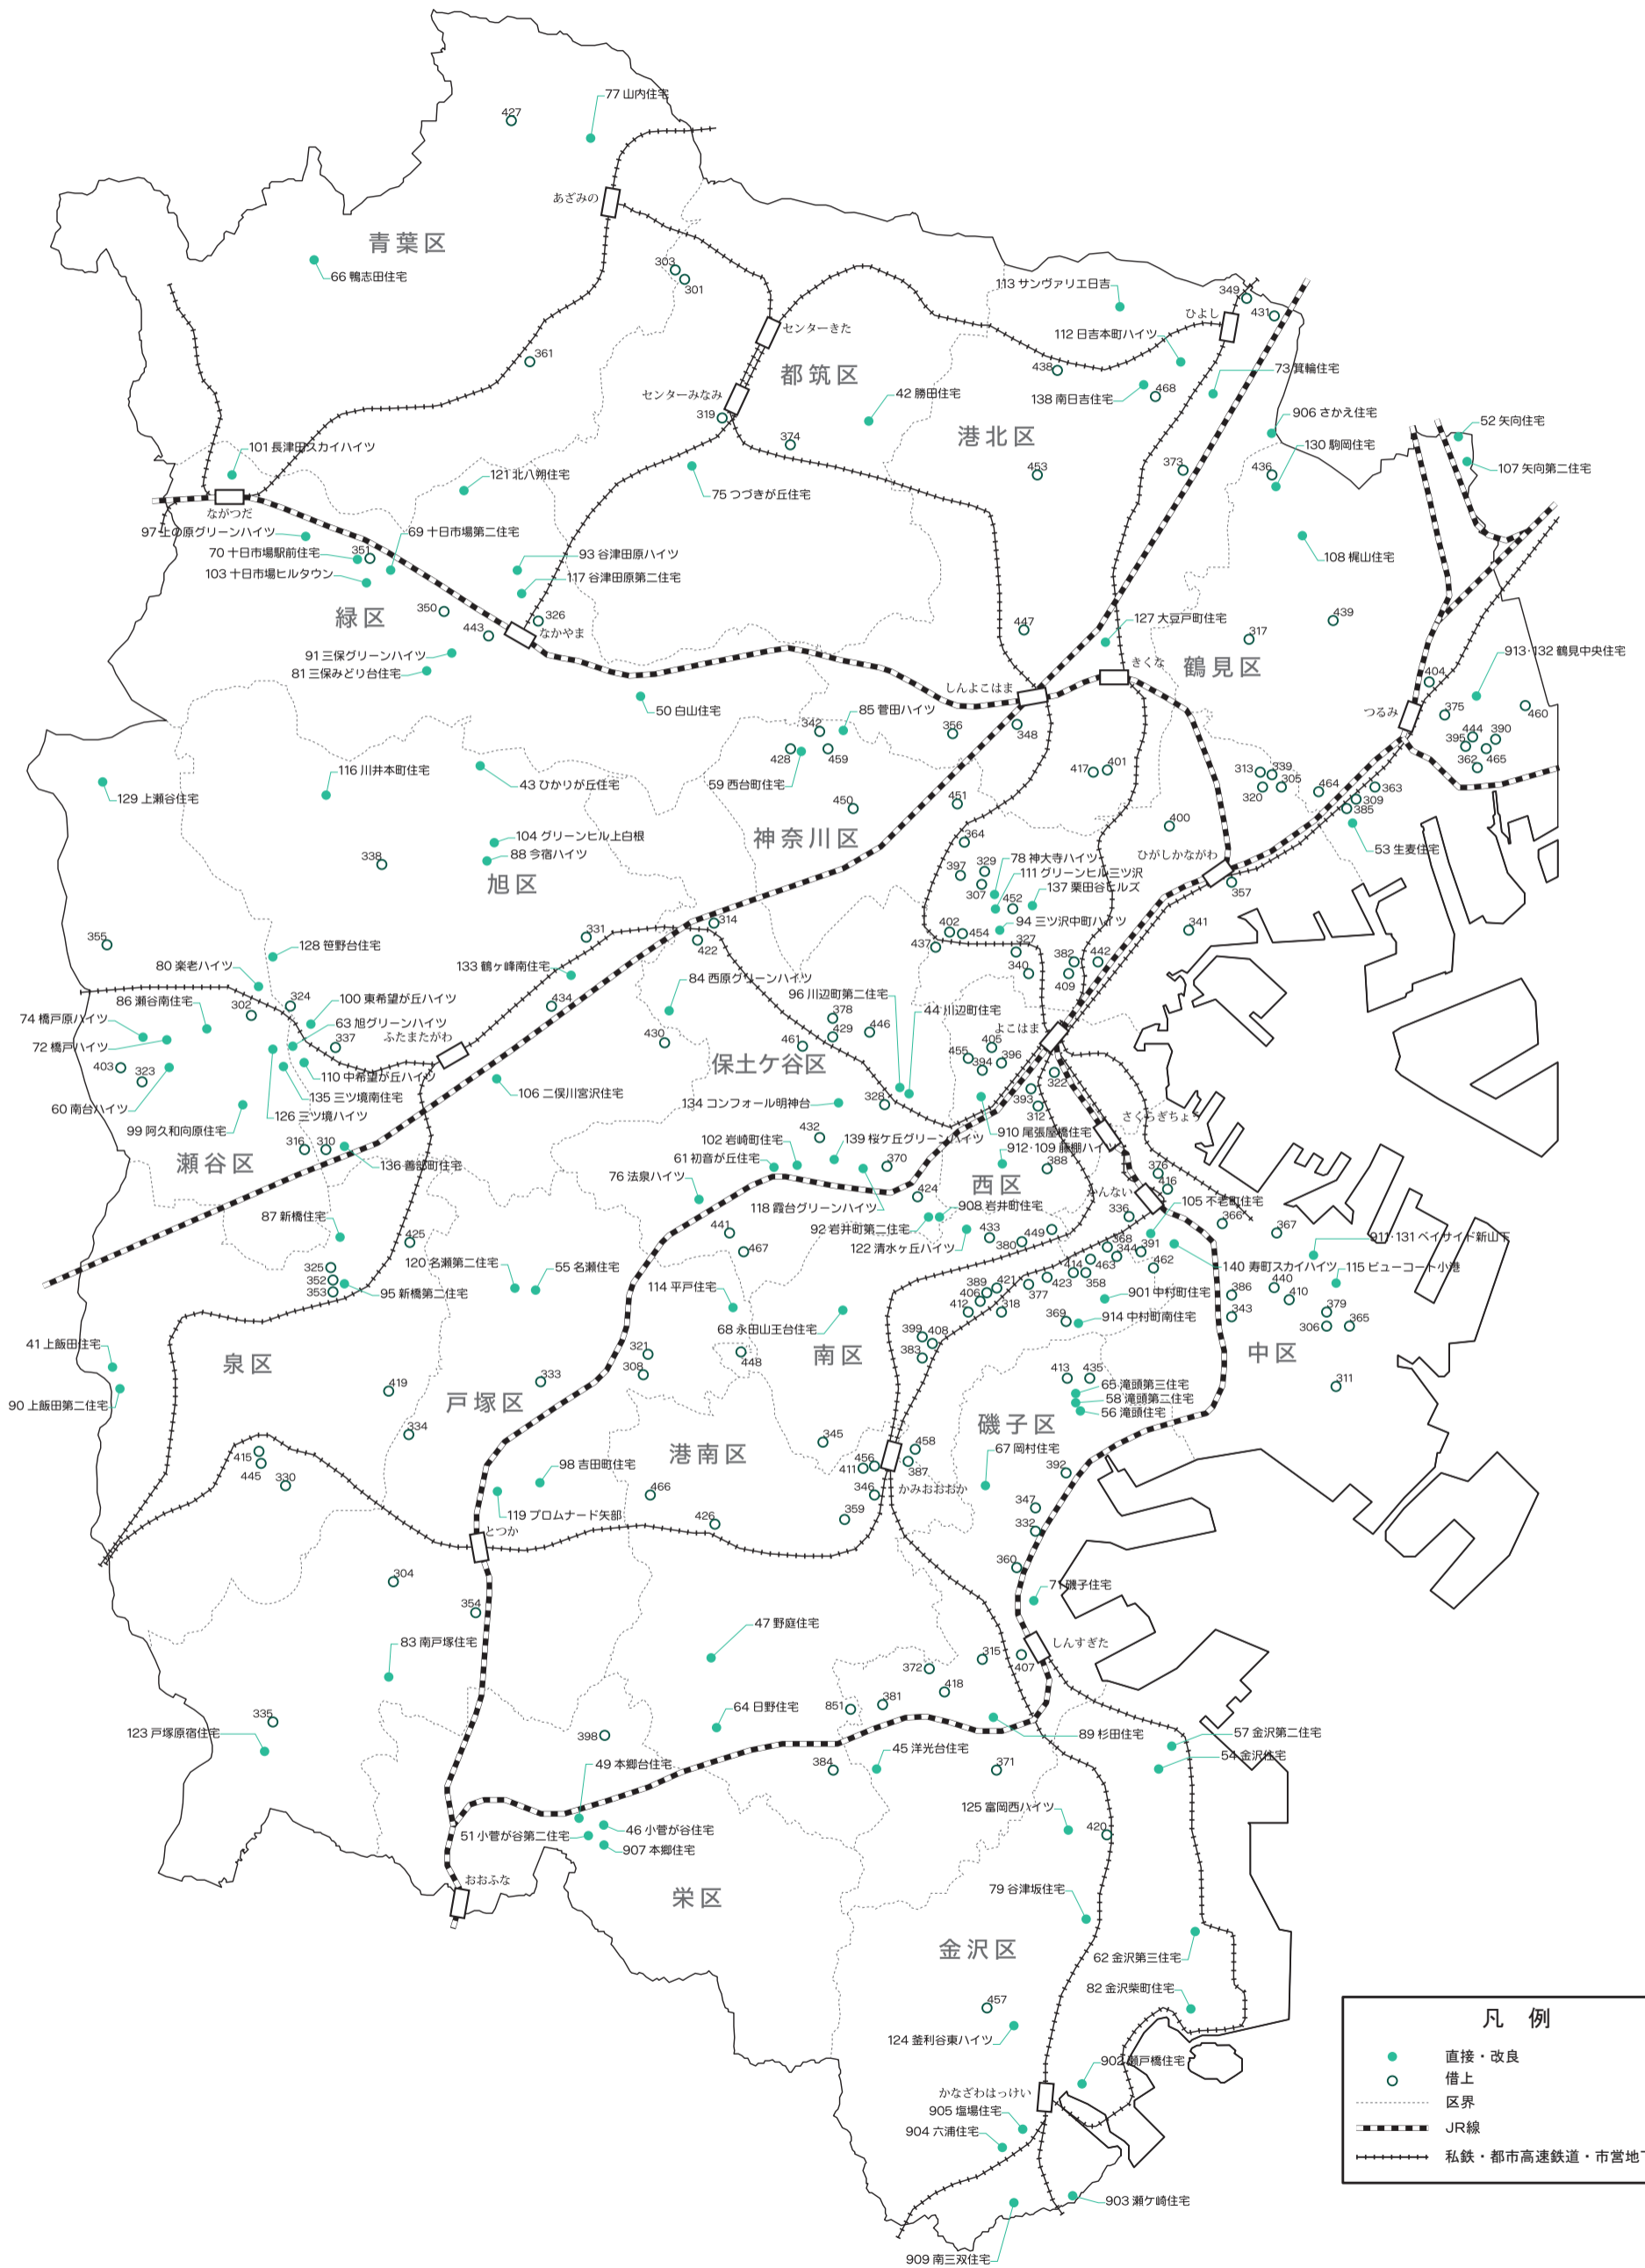 427
77 山内住宅
あざみの
青葉区
66 鴨志田住宅
303
301
113 サンヴァリエ日吉
349
431
ひよし
センターきた
112 日吉本町ハイツ
361
都筑区
438
73 箕輪住宅
センターみなみ
42 勝田住宅
138 南日吉住宅
468
319
906 さかえ住宅
52 矢向住宅
374
港北区
130 駒岡住宅
101 長津田スカイハイツ
107 矢向第二住宅
121 北八朔住宅
75 つづきが丘住宅
453
373
436
ながつだ
97 上の原グリーンハイツ
69 十日市場第二住宅
108 梶山住宅
70 十日市場駅前住宅
351
93 谷津田原ハイツ
103 十日市場ヒルタウン
117 谷津田原第二住宅
緑区
350
443
326
なかやま
447
127 大豆戸町住宅
317
439
91 三保グリーンハイツ
81 三保みどり台住宅
きくな
鶴見区
913・132 鶴見中央住宅
404
しんよこはま
50 白山住宅
85 菅田ハイツ
342
356
348
つるみ
375
460
428
459
444
390
395
362
465
116 川井本町住宅
43 ひかりが丘住宅
59 西台町住宅
417
401
313
339
305
320
464
363
309
385
129 上瀬谷住宅
450
451
400
神奈川区
364
104 グリーンヒル上白根
88 今宿ハイツ
338
旭区
397
329
78 神大寺ハイツ
ひがしかながわ
53 生麦住宅
111 グリーンヒル三ツ沢
307
452
137 栗田谷ヒルズ
357
94 三ツ沢中町ハイツ
314
331
422
402
454
437
327
341
355
128 笹野台住宅
340
382
442
409
80 楽老ハイツ
133 鶴ヶ峰南住宅
84 西原グリーンハイツ
96 川辺町第二住宅
86 瀬谷南住宅
302
324
100 東希望が丘ハイツ
434
44 川辺町住宅
74 橋戸原ハイツ
63 旭グリーンハイツ
378
よこはま
72 橋戸ハイツ
337
ふたまたがわ
430
429
446
461
405
455
394
396
保土ケ谷区
403
323
110 中希望が丘ハイツ
106 二俣川宮沢住宅
322
60 南台ハイツ
135 三ツ境南住宅
393
126 三ツ境ハイツ
134 コンフォール明神台
328
312
さくらぎちょう
99 阿久和向原住宅
432
910 尾張屋橋住宅
316
310
136 善部町住宅
102 岩崎町住宅
139 桜ケ丘グリーンハイツ
912・109 藤棚ハイツ
瀬谷区
61 初音が丘住宅
370
388
西区
376
76 法泉ハイツ
かんない
416
105 不老町住宅
118 霞台グリーンハイツ
424
908 岩井町住宅
336
366
367
87 新橋住宅
92 岩井町第二住宅
433
449
441
425
122 清水ヶ丘ハイツ
380
368
391
911・131 ベイサイド新山下
467
344
325
120 名瀬第二住宅
55 名瀬住宅
414
463
462
140 寿町スカイハイツ
115 ビューコート小港
352
389
421
423
358
440
353
95 新橋第二住宅
114 平戸住宅
406
377
901 中村町住宅
386
410
412
318
343
379
68 永田山王台住宅
369
914 中村町南住宅
306
365
399
408
41 上飯田住宅
321
383
泉区
308
448
南区
中区
333
413
435
419
65 滝頭第三住宅
311
90 上飯田第二住宅
戸塚区
58 滝頭第二住宅
56 滝頭住宅
磯子区
334
345
港南区
458
67 岡村住宅
415
456
392
445
98 吉田町住宅
411
387
330
466
346
かみおおおか
119 プロムナード矢部
347
359
とつか
426
332
360
304
71 磯子住宅
354
47 野庭住宅
しんすぎた
83 南戸塚住宅
315
407
372
418
335
64 日野住宅
851
381
123 戸塚原宿住宅
398
89 杉田住宅
57 金沢第二住宅
49 本郷台住宅
384
45 洋光台住宅
371
54 金沢住宅
125 富岡西ハイツ
420
46 小菅が谷住宅
51 小菅が谷第二住宅
907 本郷住宅
おおふな
栄区
79 谷津坂住宅
金沢区
62 金沢第三住宅
82 金沢柴町住宅
457
凡 例
124 釜利谷東ハイツ
直接・改良
902 瀬戸橋住宅
借上
かなざわはっけい
区界
905 塩場住宅
JR線
904 六浦住宅
私鉄・都市高速鉄道・市営地
903 瀬ケ崎住宅
909 南三双住宅